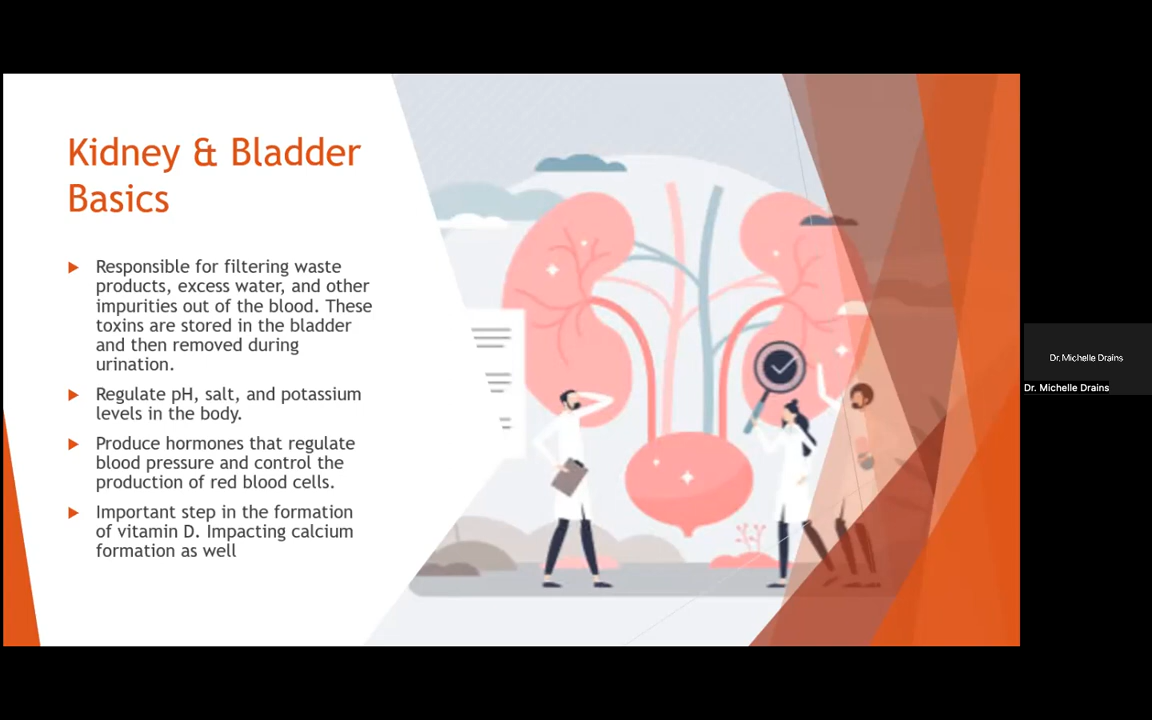 Kidney & Bladder
Basics
Responsible for filtering waste
products, excess water, and other
impurities out of the blood. These
toxins are stored in the bladder
and then removed during
urination.
Regulate pH, salt, and potassium
levels in the body.
Produce hormones that regulate
blood pressure and control the
production of red blood cells.
Important step in the formation
of vitamin D. Impacting calcium
formation as well
Dr. Michelle Drains
Dr. Michelle Drains